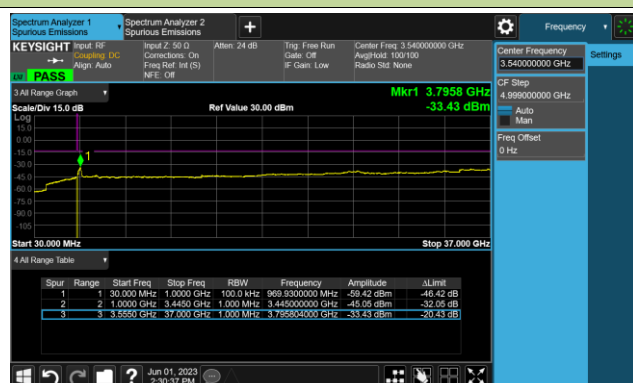 Spectrum Analyzer 1
Spurious Emissions
Spectrum Analyzer 2
Spurious Emissions
+
Frequency
KEYSIGHT
Input: RF
Coupling: DC
Align: Auto
Input Z: 50 Ω
Corrections: On
Freq Ref: Int (S)
NFE: Off
Atten: 24 dB
Trig: Free Run
Gate: Off
IF Gain: Low
Center Freq: 3.540000000 GHz
Avg|Hold: 100/100
Radio Std: None
PASS
Center Frequency
3.540000000 GHz
Settings
CF Step
4.999000000 GHz
Auto
Man
Freq Offset
0 Hz
3 All Range Graph
Mkr1 3.7958 GHz
Scale/Div 15.0 dB
Ref Value 30.00 dBm
-33.43 dBm
Log
15.0
0.00
-15.0
-30.0
-45.0
-60.0
-75.0
-90.0
-105
1
Start 30.000 MHz
Stop 37.000 GHz
4 All Range Table
Spur Range Start Freq Stop Freq RBW Frequency Amplitude ΔLimit
1 1 30.000 MHz 1.0000 GHz 100.0 kHz 969.9300000 MHz -59.42 dBm -46.42 dB
2 2 1.0000 GHz 3.4450 GHz 1.000 MHz 3.445000000 GHz -45.05 dBm -32.05 dB
3 3 3.5550 GHz 37.000 GHz 1.000 MHz 3.795804000 GHz -33.43 dBm -20.43 dB
?
Jun 01, 2023
2:30:37 PM